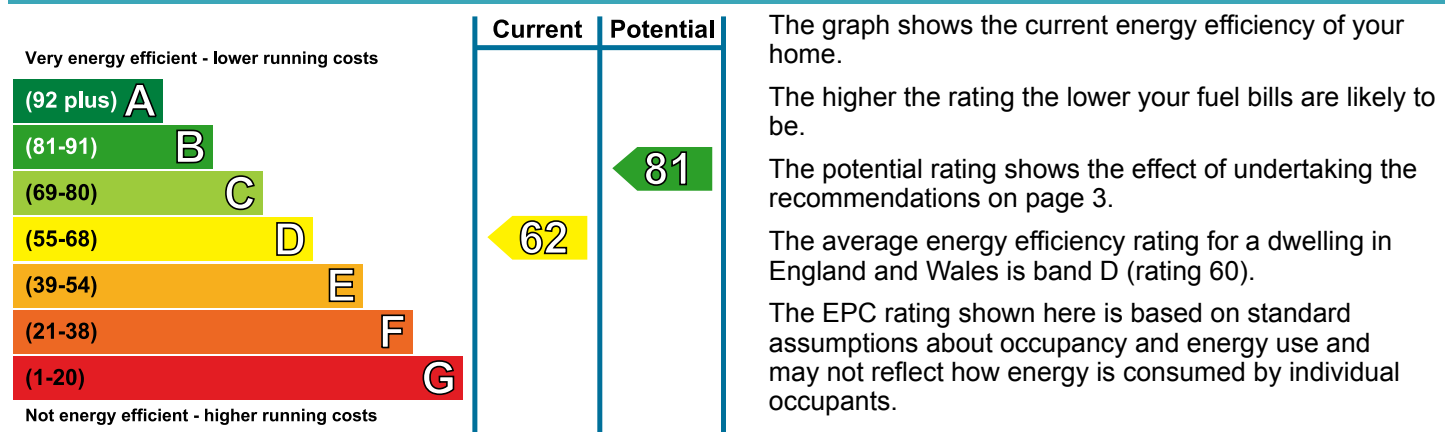 Current Potential
Very energy efficient - lower running costs
(92 plus) A
(81-91) B
(69-80) C
(55-68) D
(39-54) E
(21-38) F
(1-20) G
Not energy efficient - higher running costs
62
81
The graph shows the current energy efficiency of your
home.
The higher the rating the lower your fuel bills are likely to
be.
The potential rating shows the effect of undertaking the
recommendations on page 3.
The average energy efficiency rating for a dwelling in
England and Wales is band D (rating 60).
The EPC rating shown here is based on standard
assumptions about occupancy and energy use and
may not reflect how energy is consumed by individual
occupants.